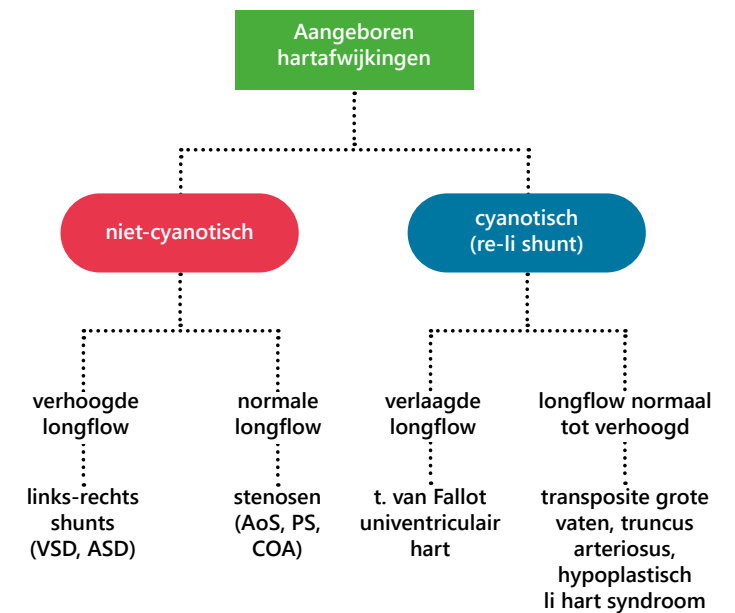 Aangeboren
hartafwijkingen
niet-cyanotisch
cyanotisch
(re-li shunt)
verhoogde
longflow
normale
longflow
verlaagde
longflow
longflow normaal
tot verhoogd
links-rechts
shunts
(VSD, ASD)
stenosen
(AoS, PS,
COA)
t. van Fallot
univentriculair
hart
transposite grote
vaten, truncus
arteriosus,
hypoplastisch
li hart syndroom